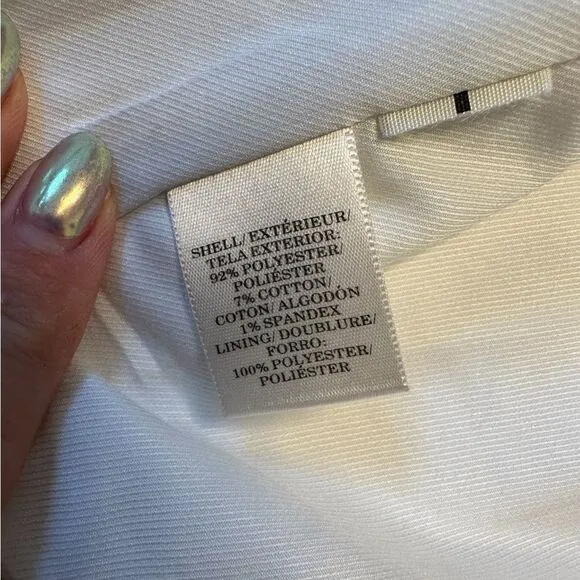 SHELL/ EXTÉRIEUR/
TELA EXTERIOR:
92% POLYESTER/
POLIÉSTER
7% COTTON/
COTON/ ALGODÓN
1% SPANDEX
LINING/ DOUBLURE/
FORRO:
100% POLYESTER/
POLIÉSTER